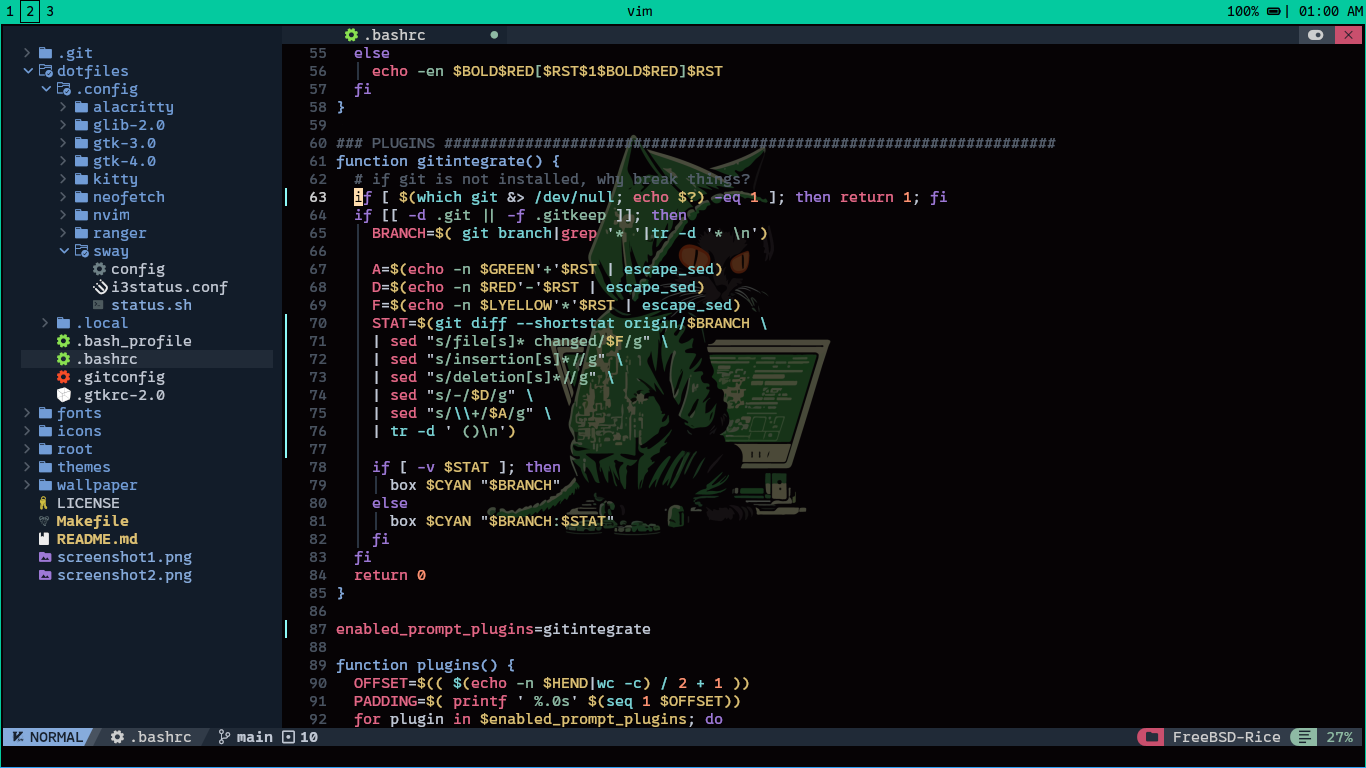 1 2 3 vim 100% | 01:00 AM
.git
dotfiles
.config
alacritty
glib-2.0
gtk-3.0
gtk-4.0
kitty
neofetch
nvim
ranger
sway
config
i3status.conf
status.sh
.local
.bash_profile
.bashrc
.gitconfig
.gtkrc-2.0
fonts
icons
root
themes
wallpaper
LICENSE
Makefile
README.md
screenshot1.png
screenshot2.png
.bashrc
55 else
56 echo -en $BOLD$RED[$RST$1$BOLD$RED]$RST
57 fi
58 }
59
60 ### PLUGINS ####################################################################
61 function gitintegrate() {
62 # if git is not installed, why break things?
63 if [ $(which git &> /dev/null; echo $?) -eq 1 ]; then return 1; fi
64 if [[ -d .git || -f .gitkeep ]]; then
65 BRANCH=$( git branch|grep '* '|tr -d '* \n')
66
67 A=$(echo -n $GREEN'+'$RST | escape_sed)
68 D=$(echo -n $RED'-'$RST | escape_sed)
69 F=$(echo -n $LYELLOW'*'$RST | escape_sed)
70 STAT=$(git diff --shortstat origin/$BRANCH \
71 | sed "s/file[s]* changed/$F/g" \
72 | sed "s/insertion[s]*//g" \
73 | sed "s/deletion[s]*//g" \
74 | sed "s/-/$D/g" \
75 | sed "s/\\+/$A/g" \
76 | tr -d ' ()\n')
77
78 if [ -v $STAT ]; then
79 box $CYAN "$BRANCH"
80 else
81 box $CYAN "$BRANCH:$STAT"
82 fi
83 fi
84 return 0
85 }
86
87 enabled_prompt_plugins=gitintegrate
88
89 function plugins() {
90 OFFSET=$(( $(echo -n $HEND|wc -c) / 2 + 1 ))
91 PADDING=$( printf ' %.0s' $(seq 1 $OFFSET))
92 for plugin in $enabled_prompt_plugins; do
NORMAL .bashrc main 10 FreeBSD-Rice 27%